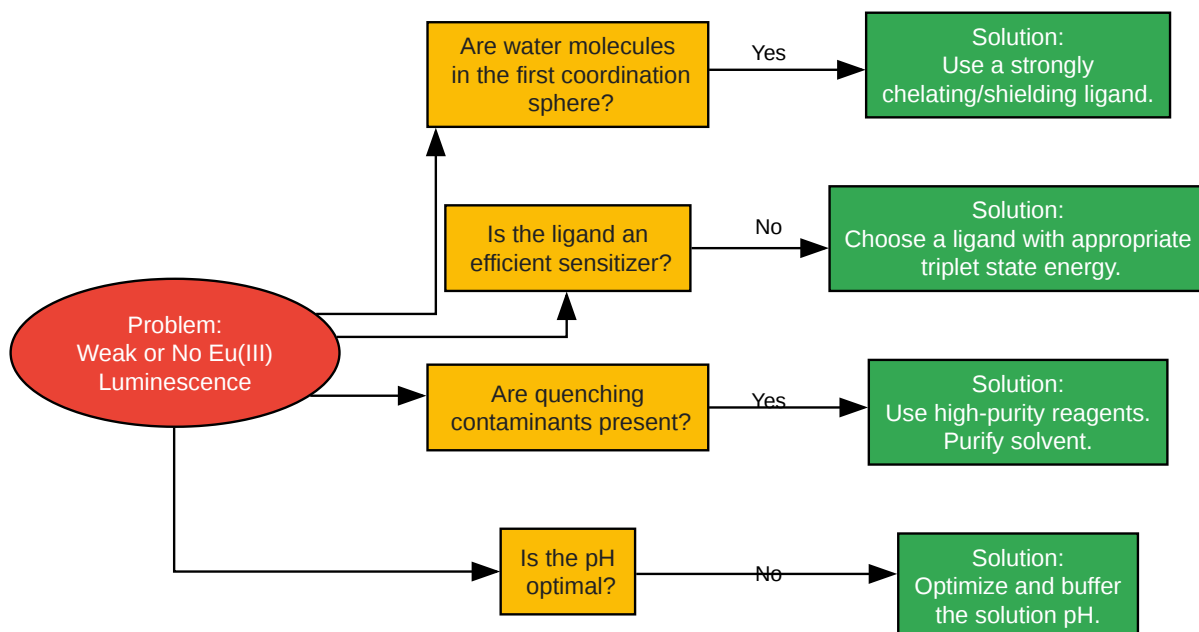 Are water molecules
in the first coordination
sphere?
Yes
Solution:
Use a strongly
chelating/shielding ligand.
Is the ligand an
efficient sensitizer?
No
Solution:
Choose a ligand with appropriate
triplet state energy.
Problem:
Weak or No Eu(III)
Luminescence
Are quenching
contaminants present?
Yes
Solution:
Use high-purity reagents.
Purify solvent.
Is the pH
optimal?
No
Solution:
Optimize and buffer
the solution pH.